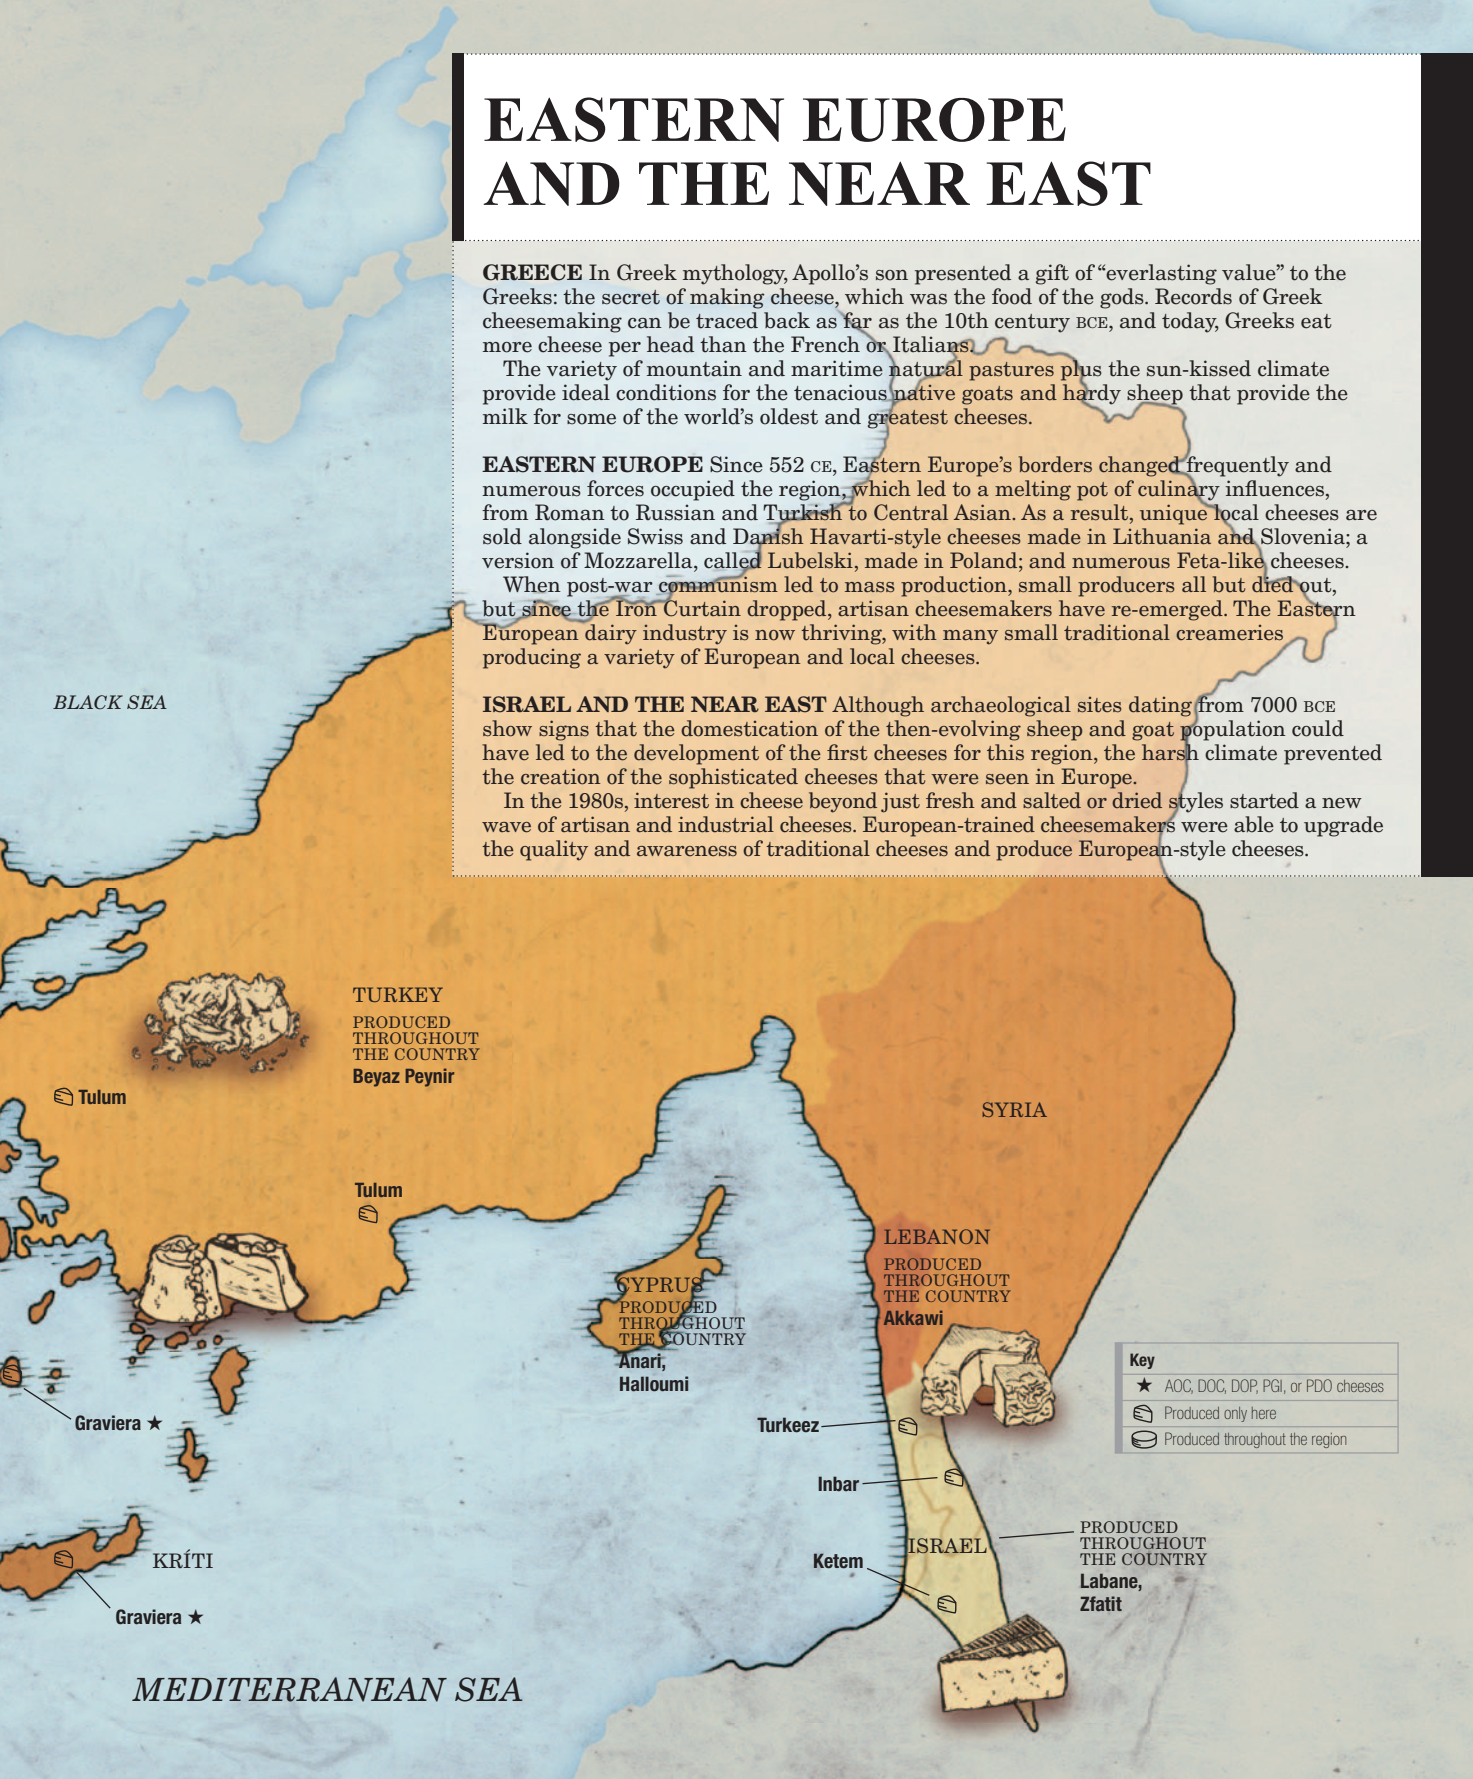 EASTERN EUROPE
AND THE NEAR EAST
GREECE In Greek mythology, Apollo’s son presented a gift of “everlasting value” to the
Greeks: the secret of making cheese, which was the food of the gods. Records of Greek
cheesemaking can be traced back as far as the 10th century BCE, and today, Greeks eat
more cheese per head than the French or Italians.
The variety of mountain and maritime natural pastures plus the sun-kissed climate
provide ideal conditions for the tenacious native goats and hardy sheep that provide the
milk for some of the world’s oldest and greatest cheeses.
EASTERN EUROPE Since 552 CE, Eastern Europe’s borders changed frequently and
numerous forces occupied the region, which led to a melting pot of culinary influences,
from Roman to Russian and Turkish to Central Asian. As a result, unique local cheeses are
sold alongside Swiss and Danish Havarti-style cheeses made in Lithuania and Slovenia; a
version of Mozzarella, called Lubelski, made in Poland; and numerous Feta-like cheeses.
When post-war communism led to mass production, small producers all but died out,
but since the Iron Curtain dropped, artisan cheesemakers have re-emerged. The Eastern
European dairy industry is now thriving, with many small traditional creameries
producing a variety of European and local cheeses.
ISRAEL AND THE NEAR EAST Although archaeological sites dating from 7000 BCE
show signs that the domestication of the then-evolving sheep and goat population could
have led to the development of the first cheeses for this region, the harsh climate prevented
the creation of the sophisticated cheeses that were seen in Europe.
In the 1980s, interest in cheese beyond just fresh and salted or dried styles started a new
wave of artisan and industrial cheeses. European-trained cheesemakers were able to upgrade
the quality and awareness of traditional cheeses and produce European-style cheeses.
BLACK SEA
TURKEY
PRODUCED
THROUGHOUT
THE COUNTRY
Beyaz Peynir
Tulum
Tulum
SYRIA
LEBANON
PRODUCED
THROUGHOUT
THE COUNTRY
Akkawi
CYPRUS
PRODUCED
THROUGHOUT
THE COUNTRY
Anari,
Halloumi
Key
★ AOC, DOC, DOP, PGI, or PDO cheeses
Produced only here
Produced throughout the region
Graviera ★
Turkeez
Inbar
ISRAEL
PRODUCED
THROUGHOUT
THE COUNTRY
Labane,
Zfatit
Ketem
KRÍTI
Graviera ★
MEDITERRANEAN SEA